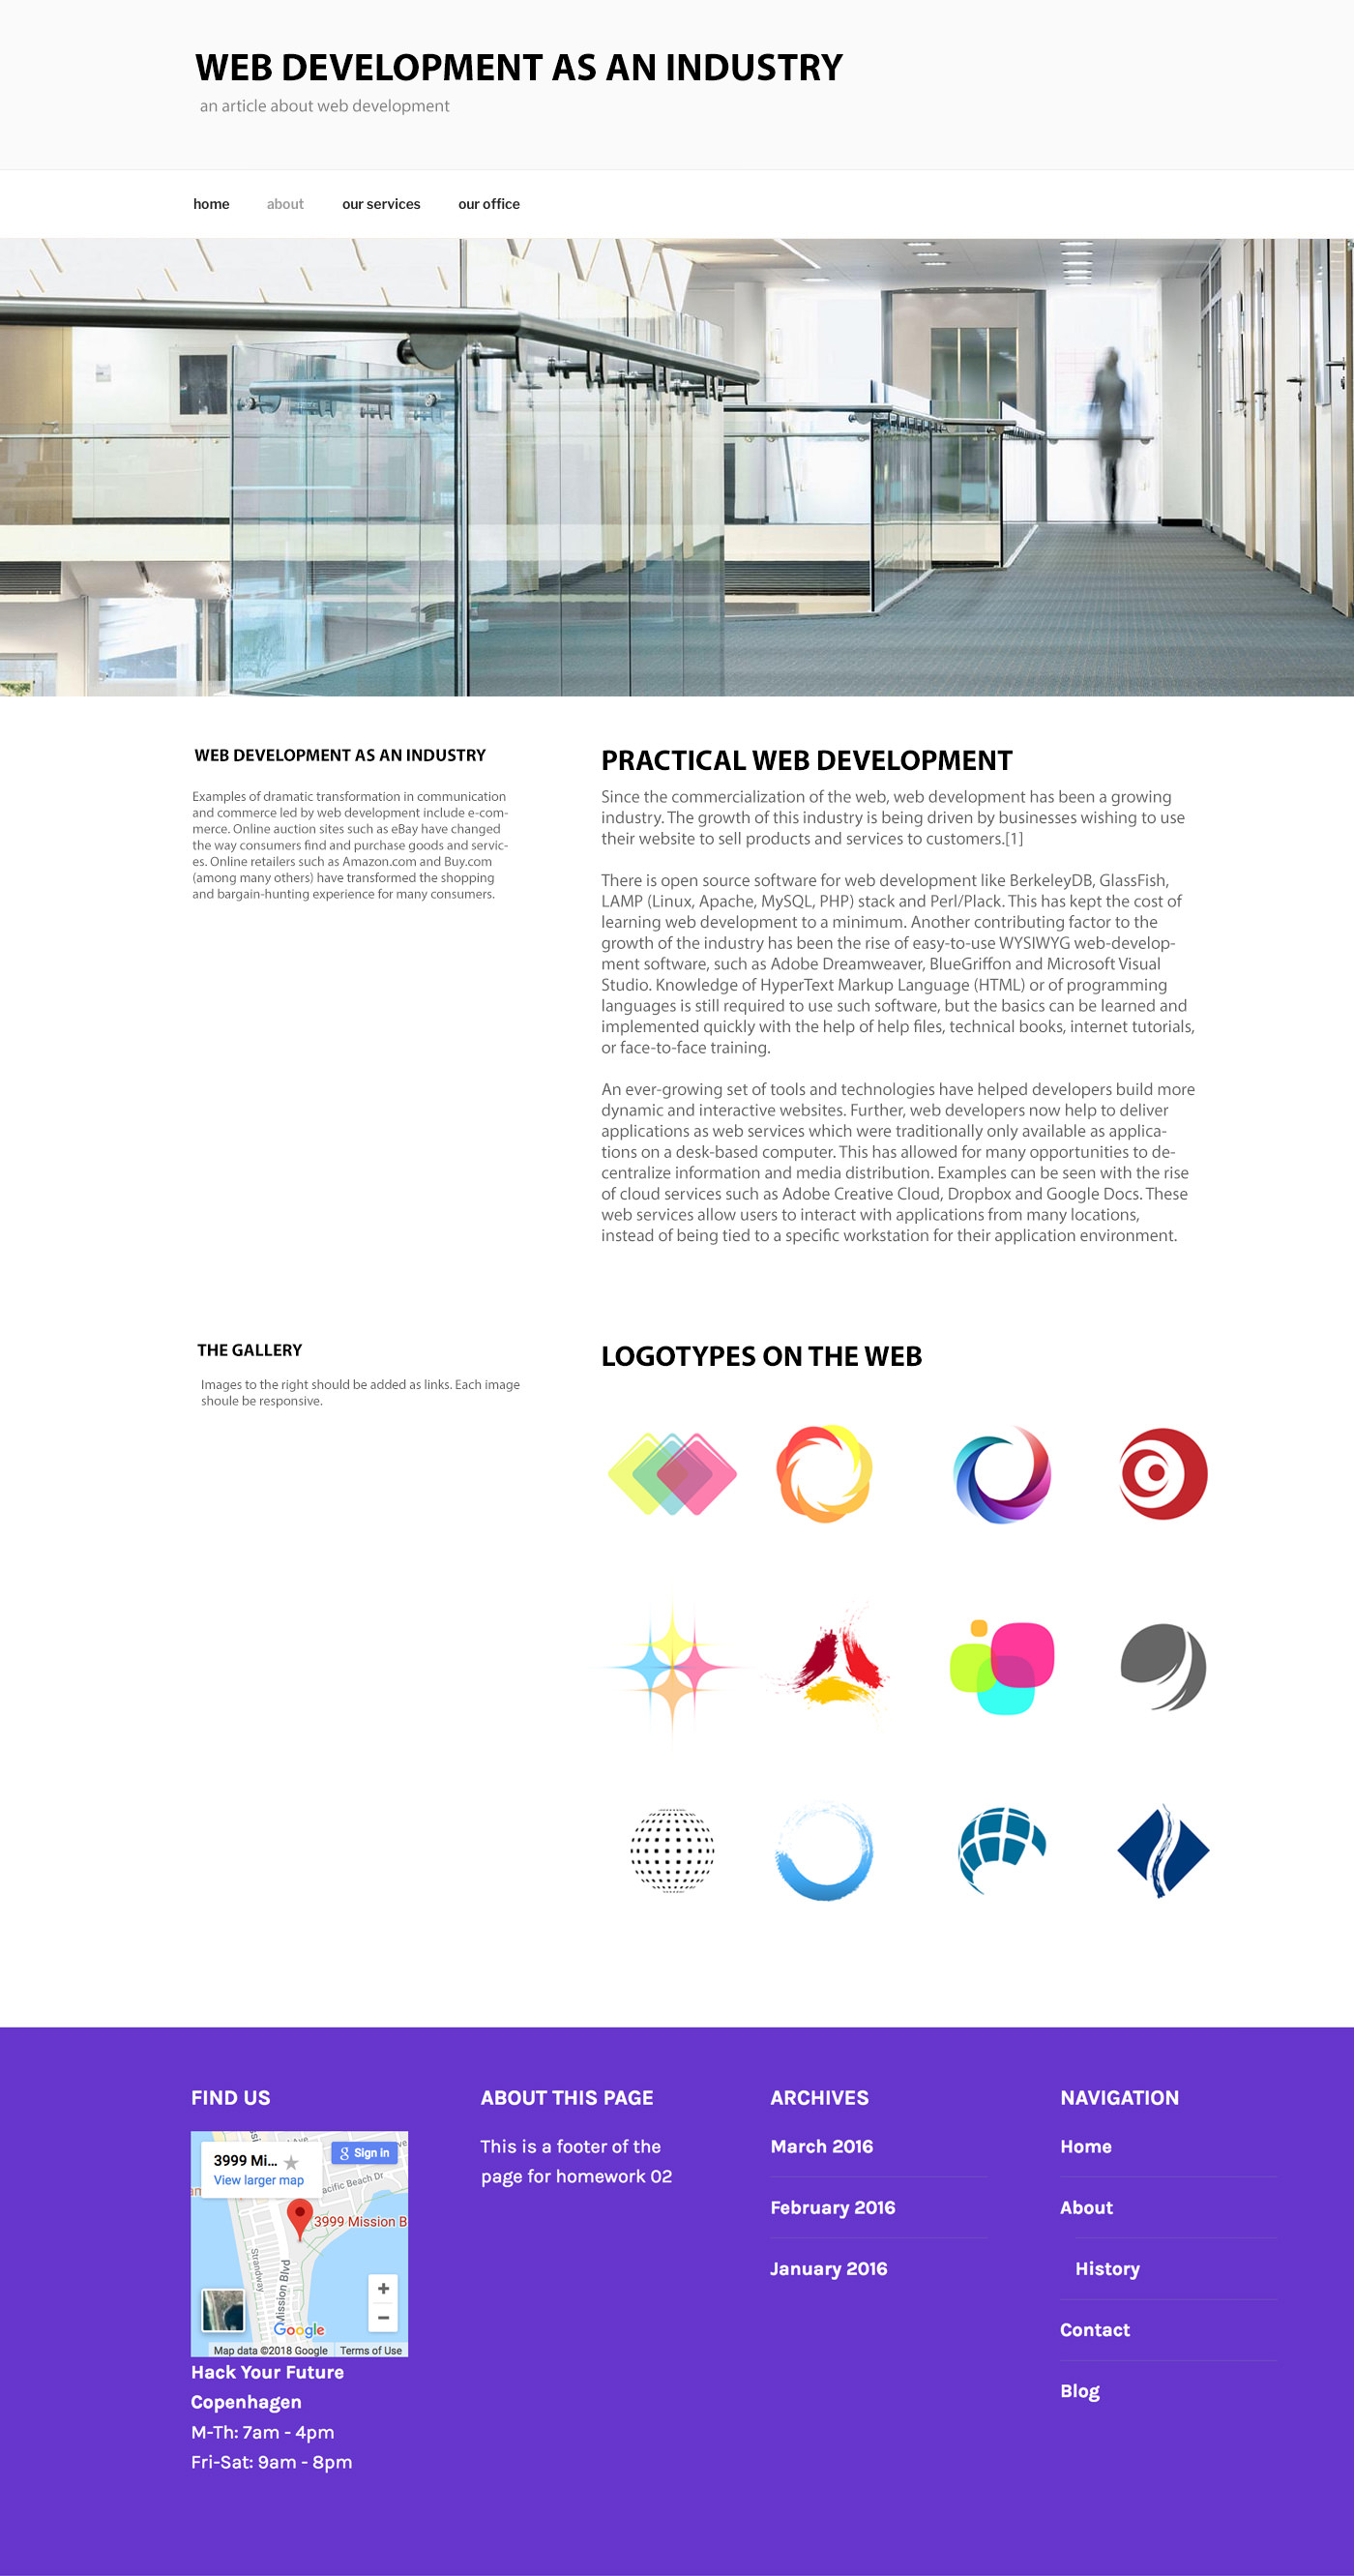 WEB DEVELOPMENT AS AN INDUSTRY
an article about web development
home about our services our office
WEB DEVELOPMENT AS AN INDUSTRY
Examples of dramatic transformation in communication
and commerce led by web development include e-com-
merce. Online auction sites such as eBay have changed
the way consumers find and purchase goods and servic-
es. Online retailers such as Amazon.com and Buy.com
(among many others) have transformed the shopping
and bargain-hunting experience for many consumers.
PRACTICAL WEB DEVELOPMENT
Since the commercialization of the web, web development has been a growing
industry. The growth of this industry is being driven by businesses wishing to use
their website to sell products and services to customers.[1]
There is open source software for web development like BerkeleyDB, GlassFish,
LAMP (Linux, Apache, MySQL, PHP) stack and Perl/Plack. This has kept the cost of
learning web development to a minimum. Another contributing factor to the
growth of the industry has been the rise of easy-to-use WYSIWYG web-develop-
ment software, such as Adobe Dreamweaver, BlueGriffon and Microsoft Visual
Studio. Knowledge of HyperText Markup Language (HTML) or of programming
languages is still required to use such software, but the basics can be learned and
implemented quickly with the help of help files, technical books, internet tutorials,
or face-to-face training.
An ever-growing set of tools and technologies have helped developers build more
dynamic and interactive websites. Further, web developers now help to deliver
applications as web services which were traditionally only available as applica-
tions on a desk-based computer. This has allowed for many opportunities to de-
centralize information and media distribution. Examples can be seen with the rise
of cloud services such as Adobe Creative Cloud, Dropbox and Google Docs. These
web services allow users to interact with applications from many locations,
instead of being tied to a specific workstation for their application environment.
THE GALLERY
Images to the right should be added as links. Each image
shoule be responsive.
LOGOTYPES ON THE WEB
FIND US
3999 Mi...
View larger map
Sign in
acific Beach Dr
3999 Mission B
Strandway
Mission Blvd
Google
Map data ©2018 Google Terms of Use
Hack Your Future
Copenhagen
M-Th: 7am - 4pm
Fri-Sat: 9am - 8pm
ABOUT THIS PAGE
This is a footer of the
page for homework 02
ARCHIVES
March 2016
February 2016
January 2016
NAVIGATION
Home
About
History
Contact
Blog